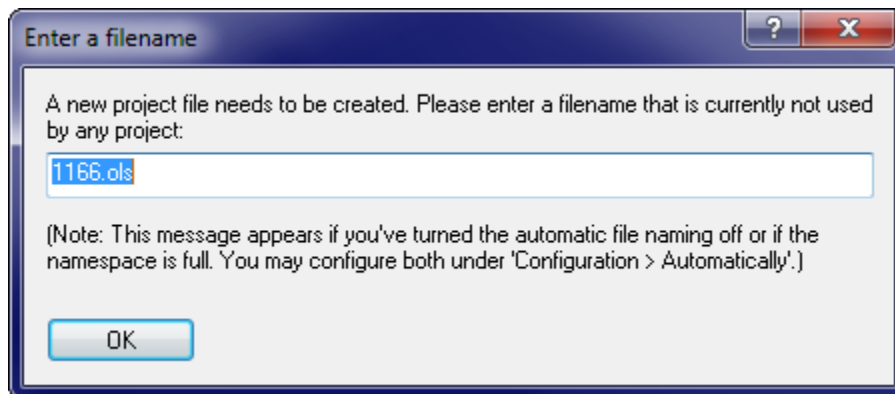 Enter a filename
A new project file needs to be created. Please enter a filename that is currently not used
by any project:
1166.ols
(Note: This message appears if you've turned the automatic file naming off or if the
namespace is full. You may configure both under 'Configuration > Automatically'.)
OK